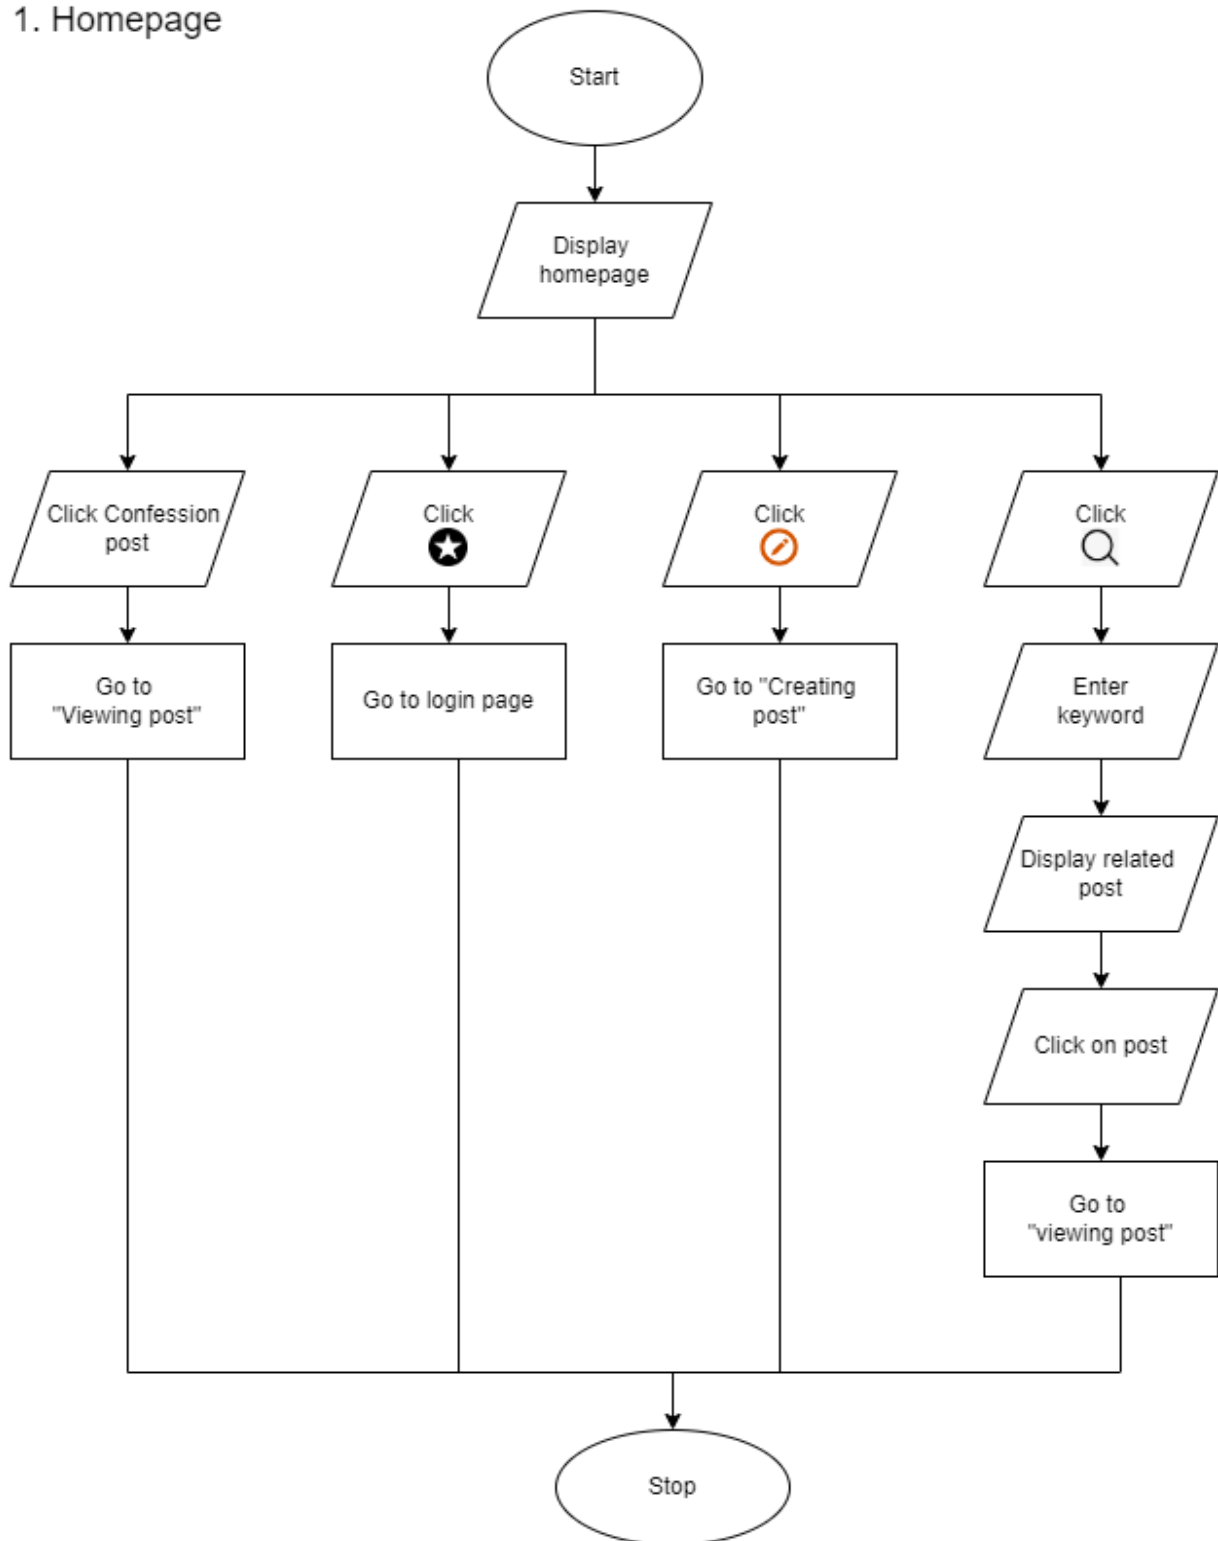 1. Homepage
Start
Display
homepage
Click Confession
post
Click
Click
Click
Go to
"Viewing post"
Go to login page
Go to "Creating
post"
Enter
keyword
Display related
post
Click on post
Go to
"viewing post"
Stop